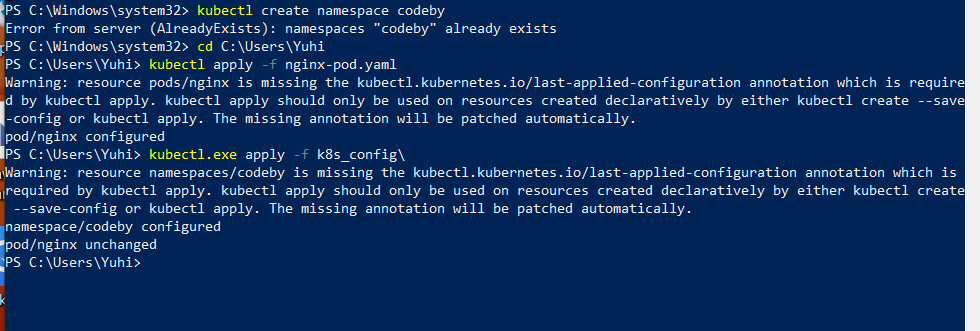 PS C:\Windows\system32> kubectl create namespace codeby
Error from server (AlreadyExists): namespaces "codeby" already exists
PS C:\Windows\system32> cd C:\Users\Yuhi
PS C:\Users\Yuhi> kubectl apply -f nginx-pod.yaml
Warning: resource pods/nginx is missing the kubectl.kubernetes.io/last-applied-configuration annotation which is require
d by kubectl apply. kubectl apply should only be used on resources created declaratively by either kubectl create --save
-config or kubectl apply. The missing annotation will be patched automatically.
pod/nginx configured
PS C:\Users\Yuhi> kubectl.exe apply -f k8s_config\
Warning: resource namespaces/codeby is missing the kubectl.kubernetes.io/last-applied-configuration annotation which is
required by kubectl apply. kubectl apply should only be used on resources created declaratively by either kubectl create
 --save-config or kubectl apply. The missing annotation will be patched automatically.
namespace/codeby configured
pod/nginx unchanged
PS C:\Users\Yuhi>